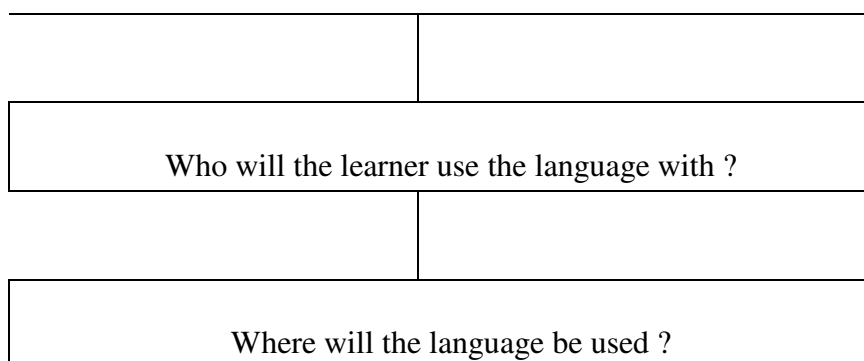 Who will the learner use the language with ?
Where will the language be used ?